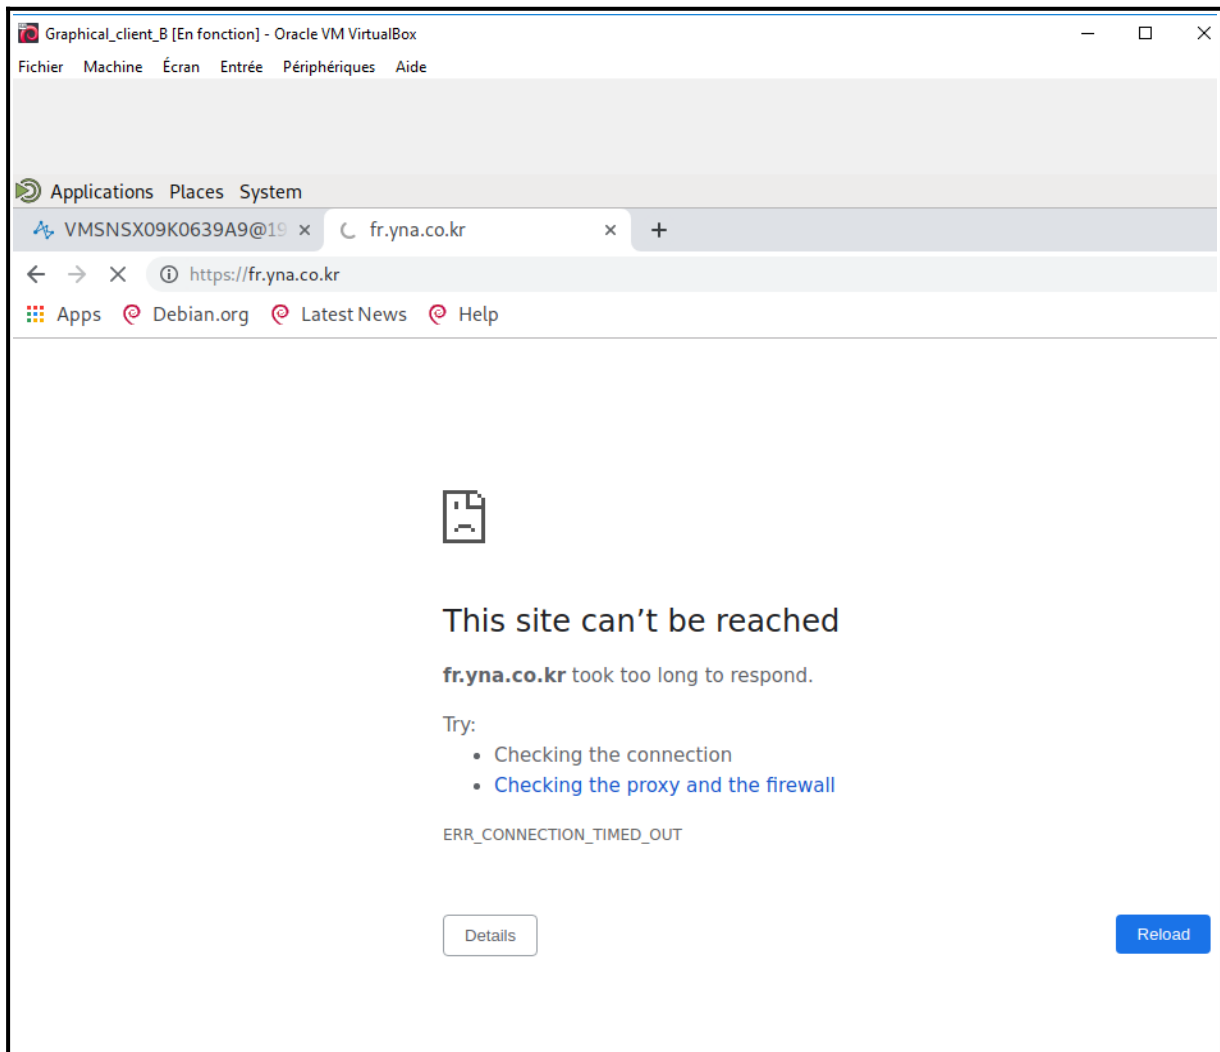 Graphical_client_B [En fonction] - Oracle VM VirtualBox
Fichier Machine Écran Entrée Périphériques Aide
Applications Places System
VMSNSX09K0639A9@19 fr.yna.co.kr
https://fr.yna.co.kr
Apps Debian.org Latest News Help
This site can’t be reached
fr.yna.co.kr took too long to respond.
Try:
• Checking the connection
• Checking the proxy and the firewall
ERR_CONNECTION_TIMED_OUT
Details Reload